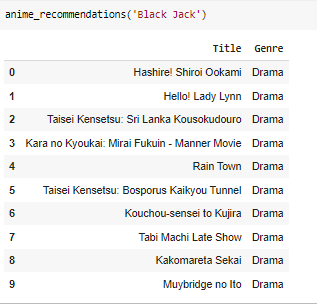 anime_recommendations('Black Jack')
Title Genre
0 Hashire! Shiroi Ookami Drama
1 Hello! Lady Lynn Drama
2 Taisei Kensetsu: Sri Lanka Kousokudouro Drama
3 Kara no Kyoukai: Mirai Fukuin - Manner Movie Drama
4 Rain Town Drama
5 Taisei Kensetsu: Bosporus Kaikyou Tunnel Drama
6 Kouchou-sensei to Kujira Drama
7 Tabi Machi Late Show Drama
8 Kakomareta Sekai Drama
9 Muybridge no Ito Drama